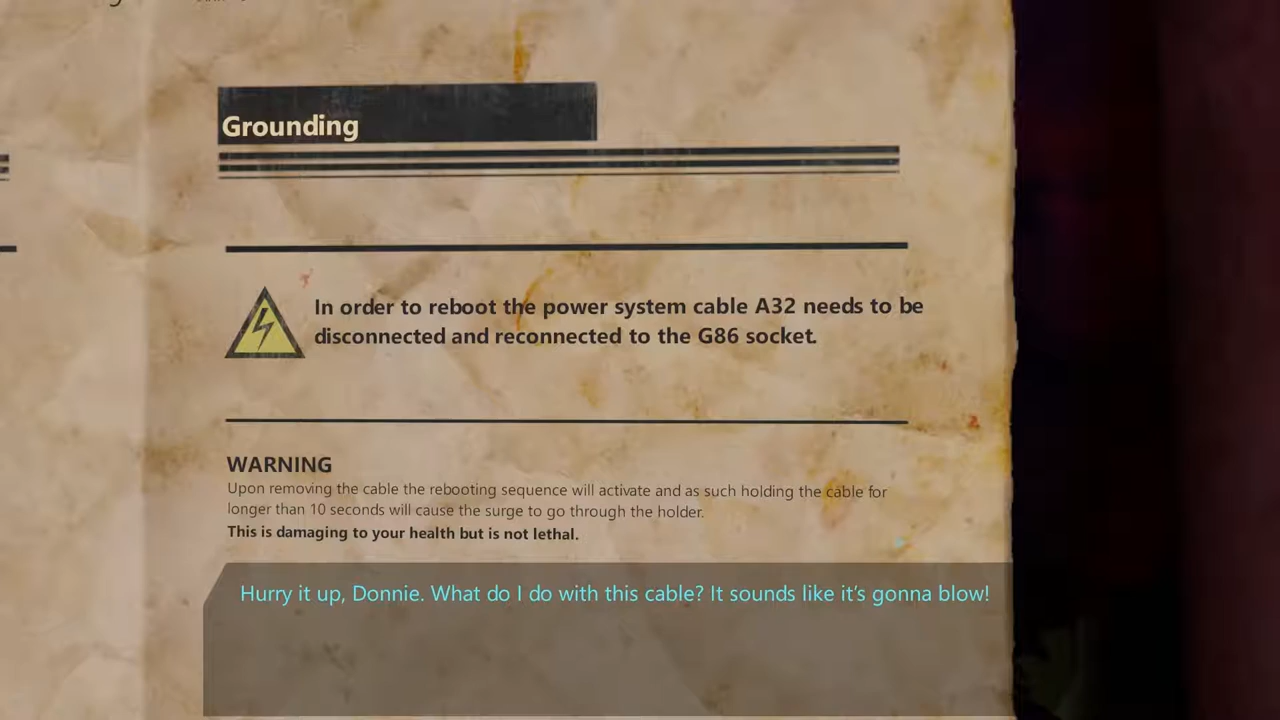 Grounding
In order to reboot the power system cable A32 needs to be
disconnected and reconnected to the G86 socket.
WARNING
Upon removing the cable the rebooting sequence will activate and as such holding the cable for
longer than 10 seconds will cause the surge to go through the holder.
This is damaging to your health but is not lethal.
Hurry it up, Donnie. What do I do with this cable? It sounds like it's gonna blow!